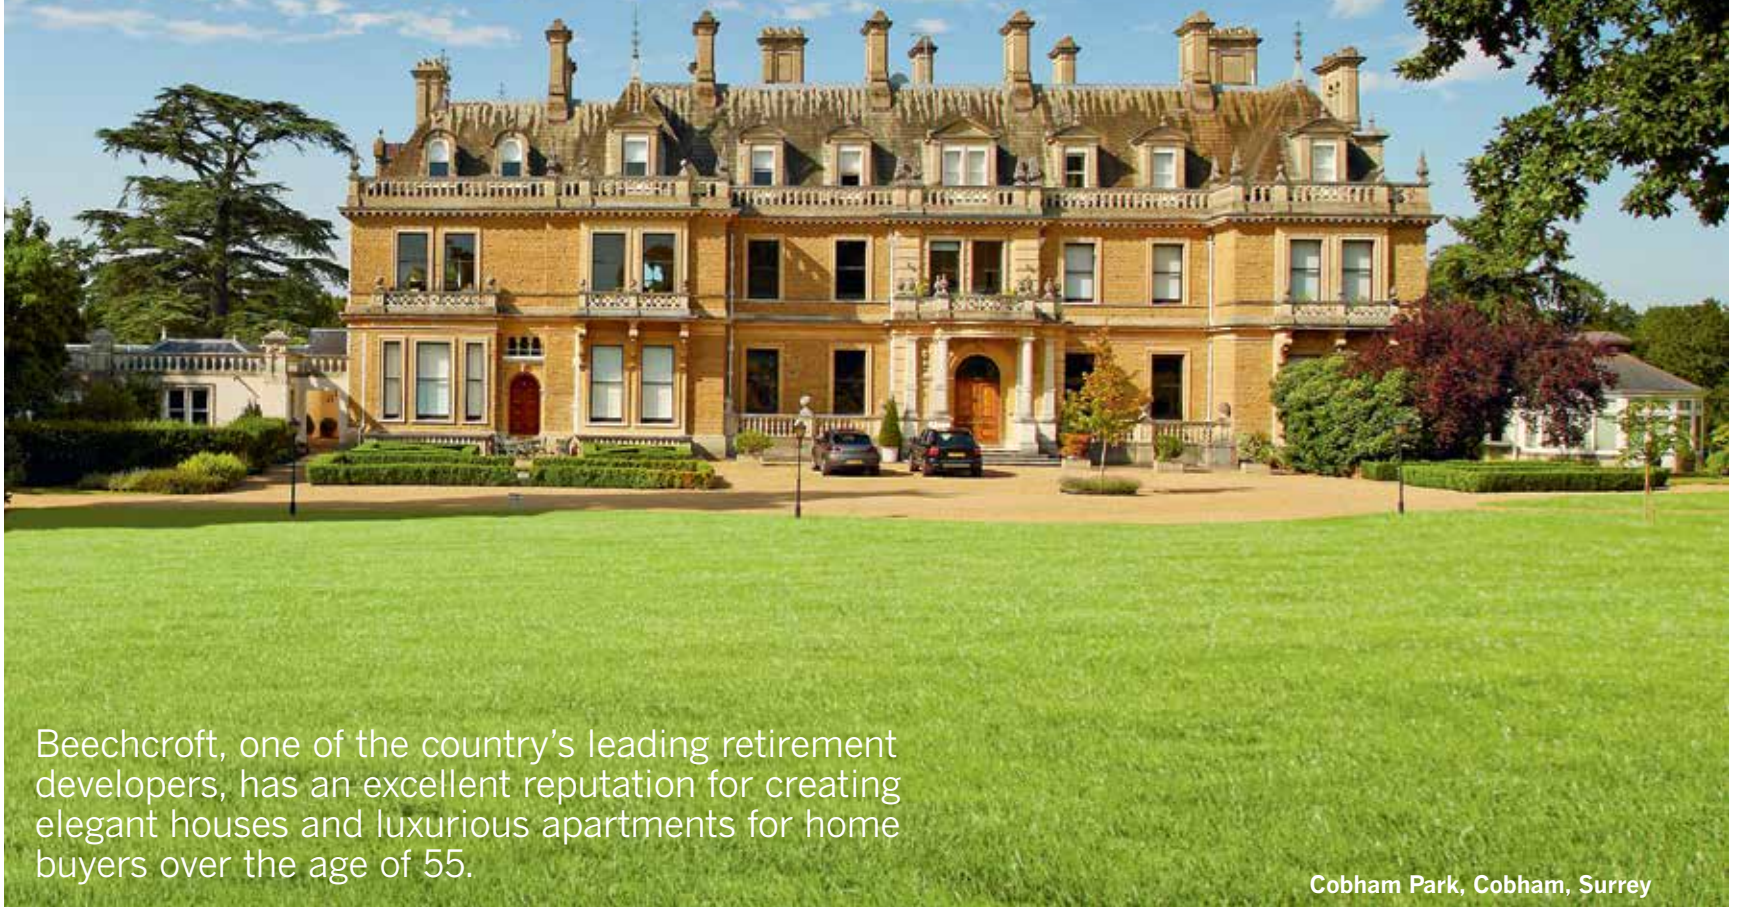 Beechcroft, one of the country’s leading retirement
developers, has an excellent reputation for creating
elegant houses and luxurious apartments for home
buyers over the age of 55.
Cobham Park, Cobham, Surrey